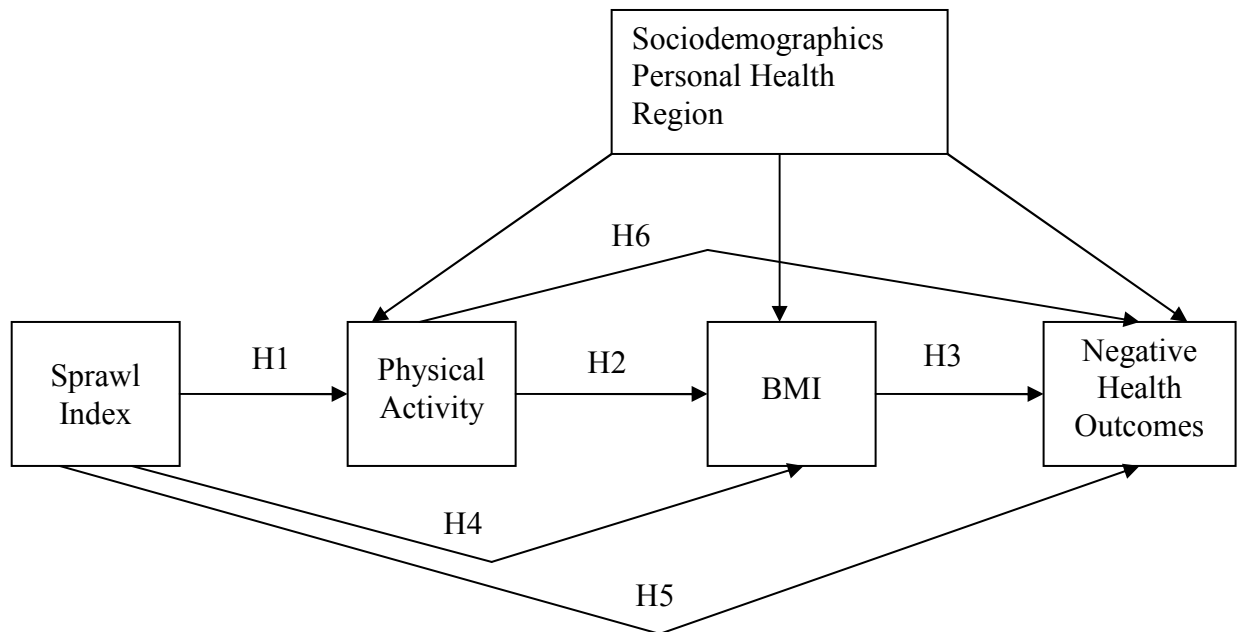 Sociodemographics
Personal Health
Region
H6
Sprawl
Index
H1
Physical
Activity
H2
BMI
H3
Negative
Health
Outcomes
H4
H5